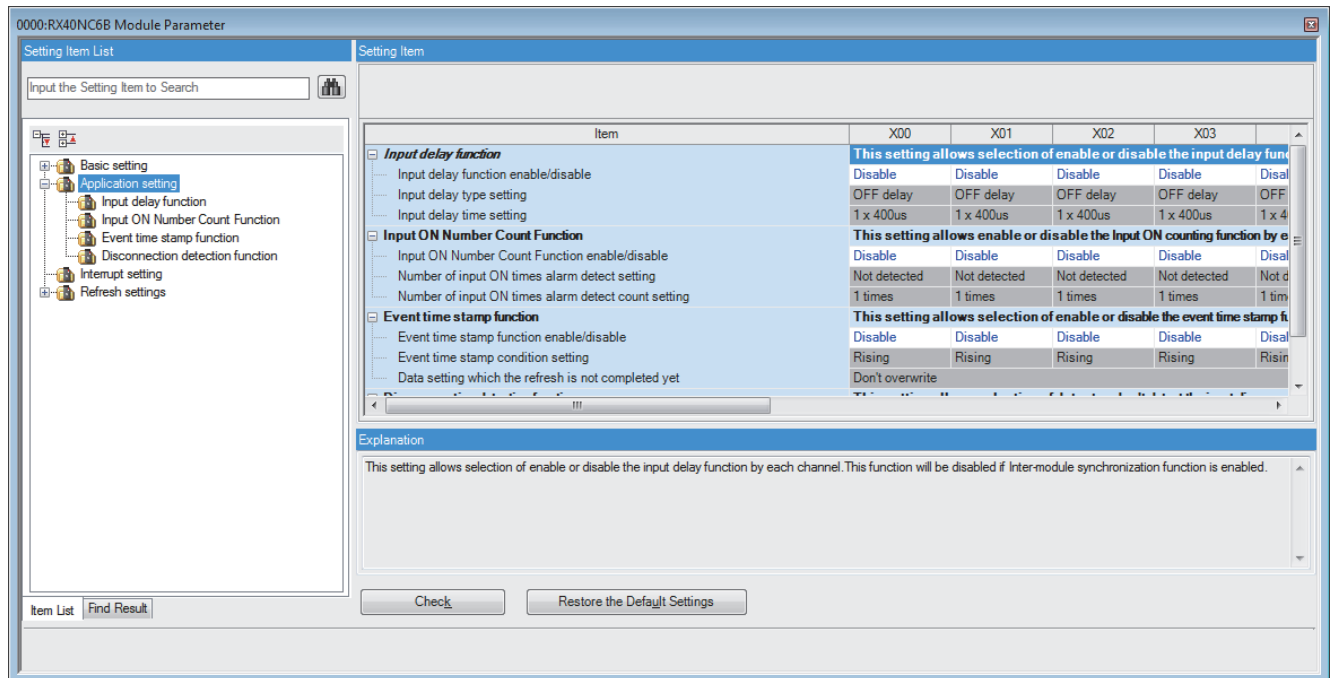 0000:RX40NC6B Module Parameter
Setting Item List
Input the Setting Item to Search
Basic setting
Application setting
Input delay function
Input ON Number Count Function
Event time stamp function
Disconnection detection function
Interrupt setting
Refresh settings
Item List Find Result
Setting Item
Item X00 X01 X02 X03
Input delay function This setting allows selection of enable or disable the input delay func
Input delay function enable/disable Disable Disable Disable Disable Disal
Input delay type setting OFF delay OFF delay OFF delay OFF delay OFF
Input delay time setting 1 x 400us 1 x 400us 1 x 400us 1 x 400us 1 x 4
Input ON Number Count Function This setting allows enable or disable the Input ON counting function by e
Input ON Number Count Function enable/disable Disable Disable Disable Disable Disal
Number of input ON times alarm detect setting Not detected Not detected Not detected Not detected Not d
Number of input ON times alarm detect count setting 1 times 1 times 1 times 1 times 1 tim
Event time stamp function This setting allows selection of enable or disable the event time stamp fu
Event time stamp function enable/disable Disable Disable Disable Disable Disal
Event time stamp condition setting Rising Rising Rising Rising Risin
Data setting which the refresh is not completed yet Don't overwrite
Explanation
This setting allows selection of enable or disable the input delay function by each channel.This function will be disabled if Inter-module synchronization function is enabled.
Check Restore the Default Settings